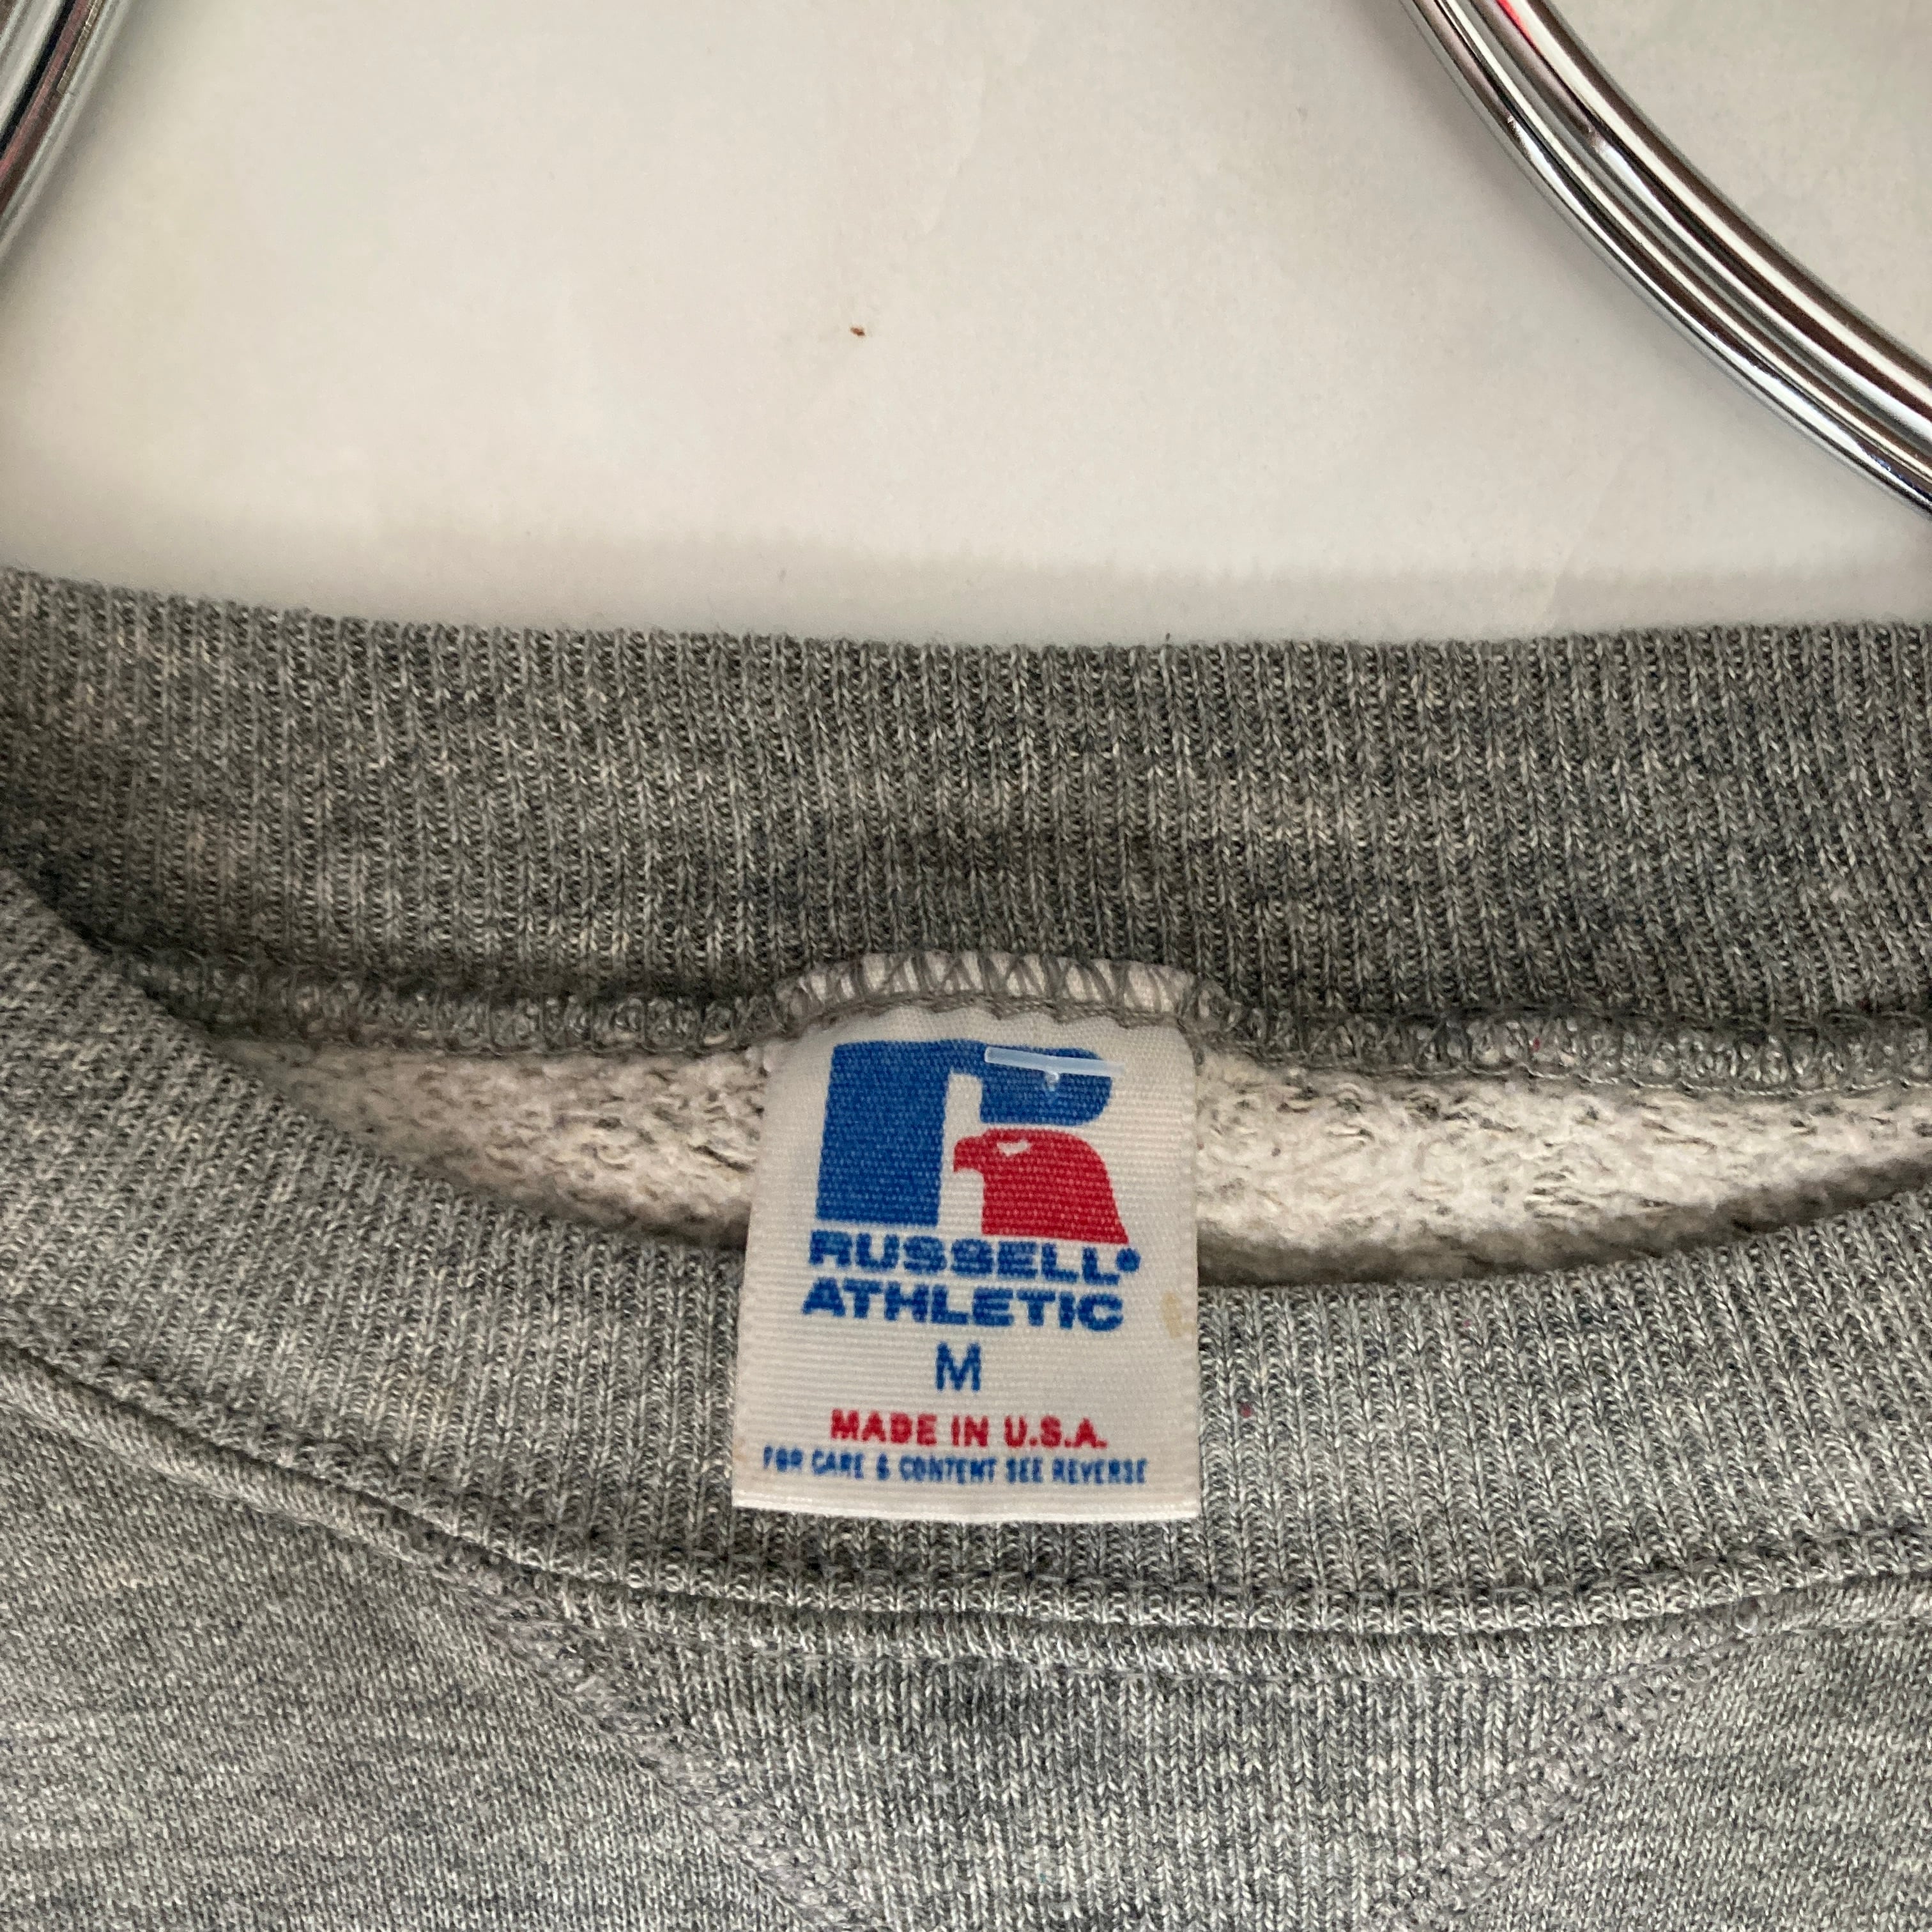 R
RUSSELL®
ATHLETIC
M
MADE IN U.S.A.
FOR CARE & CONTENT SEE REVERSE